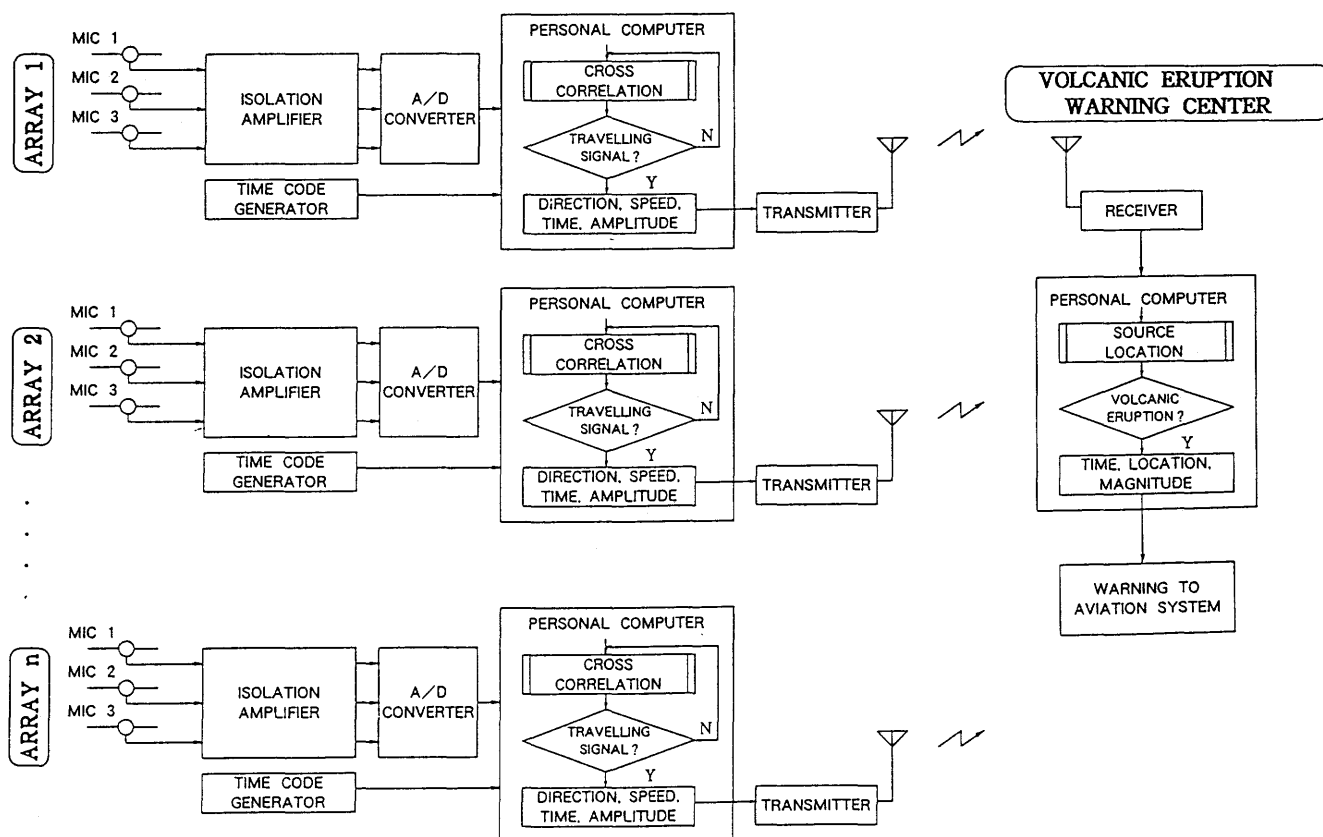 ARRAY 1
MIC 1
MIC 2
MIC 3
ISOLATION
AMPLIFIER
A/D
CONVERTER
TIME CODE
GENERATOR
PERSONAL COMPUTER
CROSS
CORRELATION
TRAVELLING
SIGNAL?
N
Y
DIRECTION, SPEED,
TIME, AMPLITUDE
TRANSMITTER
ARRAY 2
MIC 1
MIC 2
MIC 3
ISOLATION
AMPLIFIER
A/D
CONVERTER
TIME CODE
GENERATOR
PERSONAL COMPUTER
CROSS
CORRELATION
TRAVELLING
SIGNAL?
N
Y
DIRECTION, SPEED,
TIME, AMPLITUDE
TRANSMITTER
ARRAY n
MIC 1
MIC 2
MIC 3
ISOLATION
AMPLIFIER
A/D
CONVERTER
TIME CODE
GENERATOR
PERSONAL COMPUTER
CROSS
CORRELATION
TRAVELLING
SIGNAL?
N
Y
DIRECTION, SPEED,
TIME, AMPLITUDE
TRANSMITTER
VOLCANIC ERUPTION
WARNING CENTER
RECEIVER
PERSONAL COMPUTER
SOURCE
LOCATION
VOLCANIC
ERUPTION?
Y
TIME, LOCATION,
MAGNITUDE
WARNING TO
AVIATION SYSTEM